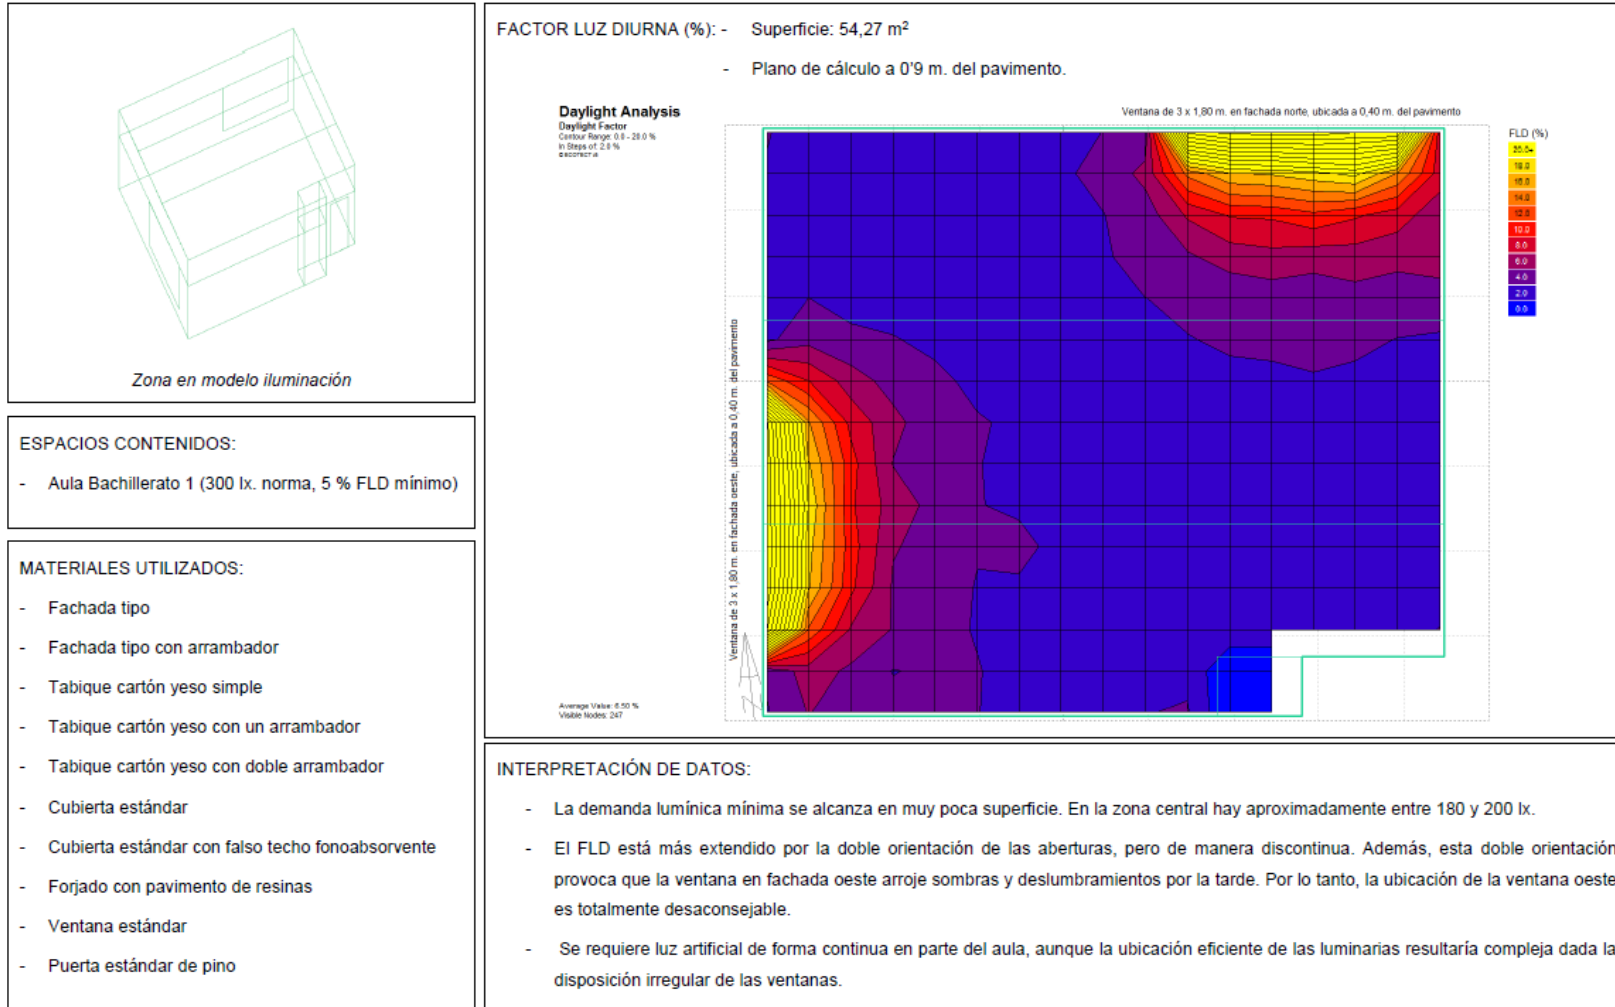 Zona en modelo iluminación
ESPACIOS CONTENIDOS:
- Aula Bachillerato 1 (300 lx. norma, 5 % FLD mínimo)
MATERIALES UTILIZADOS:
- Fachada tipo
- Fachada tipo con arrambador
- Tabique cartón yeso simple
- Tabique cartón yeso con un arrambador
- Tabique cartón yeso con doble arrambador
- Cubierta estándar
- Cubierta estándar con falso techo fonoabsorvente
- Forjado con pavimento de resinas
- Ventana estándar
- Puerta estándar de pino
FACTOR LUZ DIURNA (%): - Superficie: 54,27 m²
- Plano de cálculo a 0'9 m. del pavimento.
Daylight Analysis
Daylight Factor
Contour Range: 0.0 - 20.0 %
In Steps of: 2.0 %
Ventana de 3 x 1,80 m. en fachada norte, ubicada a 0,40 m. del pavimento
FLD (%)
20.0+
18.0
16.0
14.0
12.0
10.0
8.0
6.0
4.0
2.0
0.0
Ventana de 3 x 1,80 m. en fachada oeste, ubicada a 0,40 m. del pavimento
Average Value: 6.50 %
Visible Nodes: 247
INTERPRETACIÓN DE DATOS:
- La demanda lumínica mínima se alcanza en muy poca superficie. En la zona central hay aproximadamente entre 180 y 200 lx.
- El FLD está más extendido por la doble orientación de las aberturas, pero de manera discontinua. Además, esta doble orientación
provoca que la ventana en fachada oeste arroje sombras y deslumbramientos por la tarde. Por lo tanto, la ubicación de la ventana oeste
es totalmente desaconsejable.
- Se requiere luz artificial de forma continua en parte del aula, aunque la ubicación eficiente de las luminarias resultaría compleja dada la
disposición irregular de las ventanas.